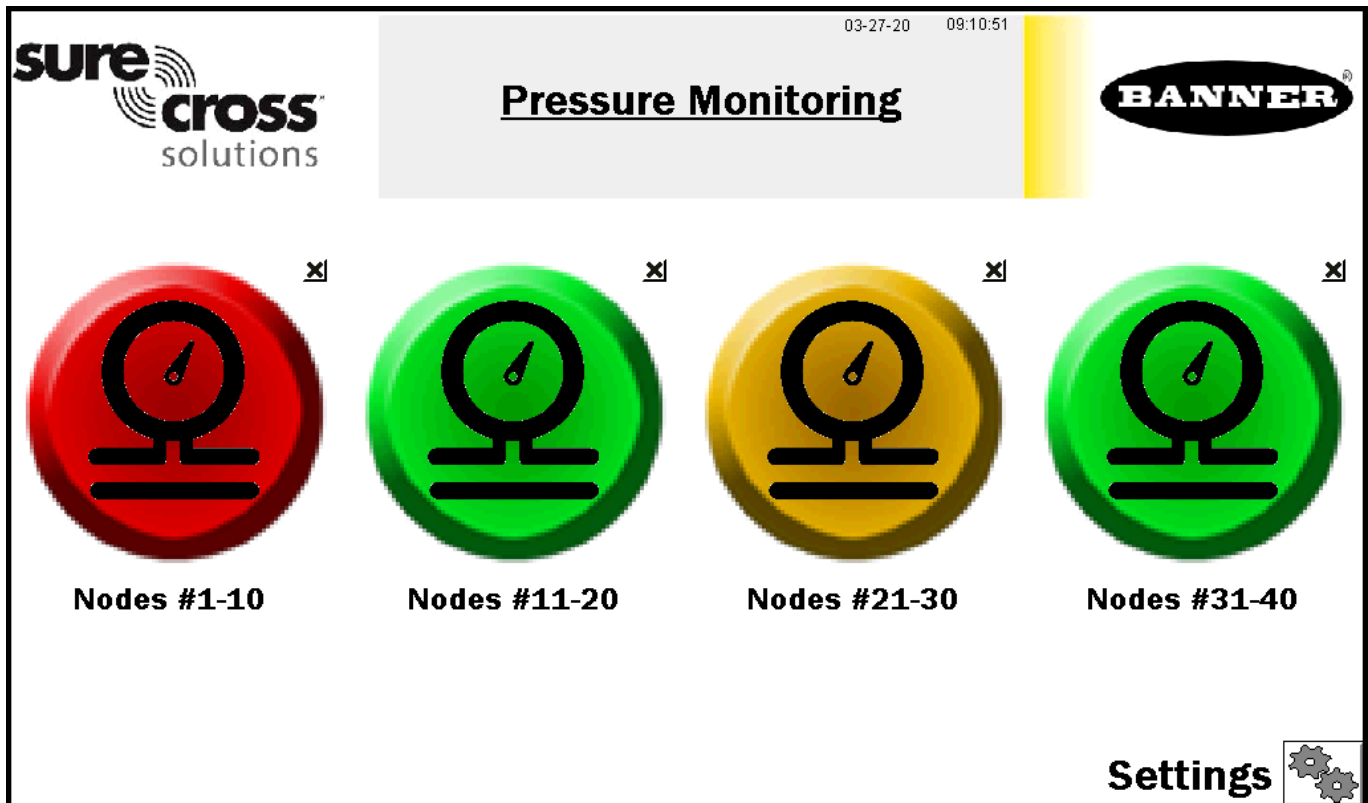 03-27-20 09:10:51
sure
cross™
solutions
Pressure Monitoring
BANNER®
Nodes #1-10
Nodes #11-20
Nodes #21-30
Nodes #31-40
Settings